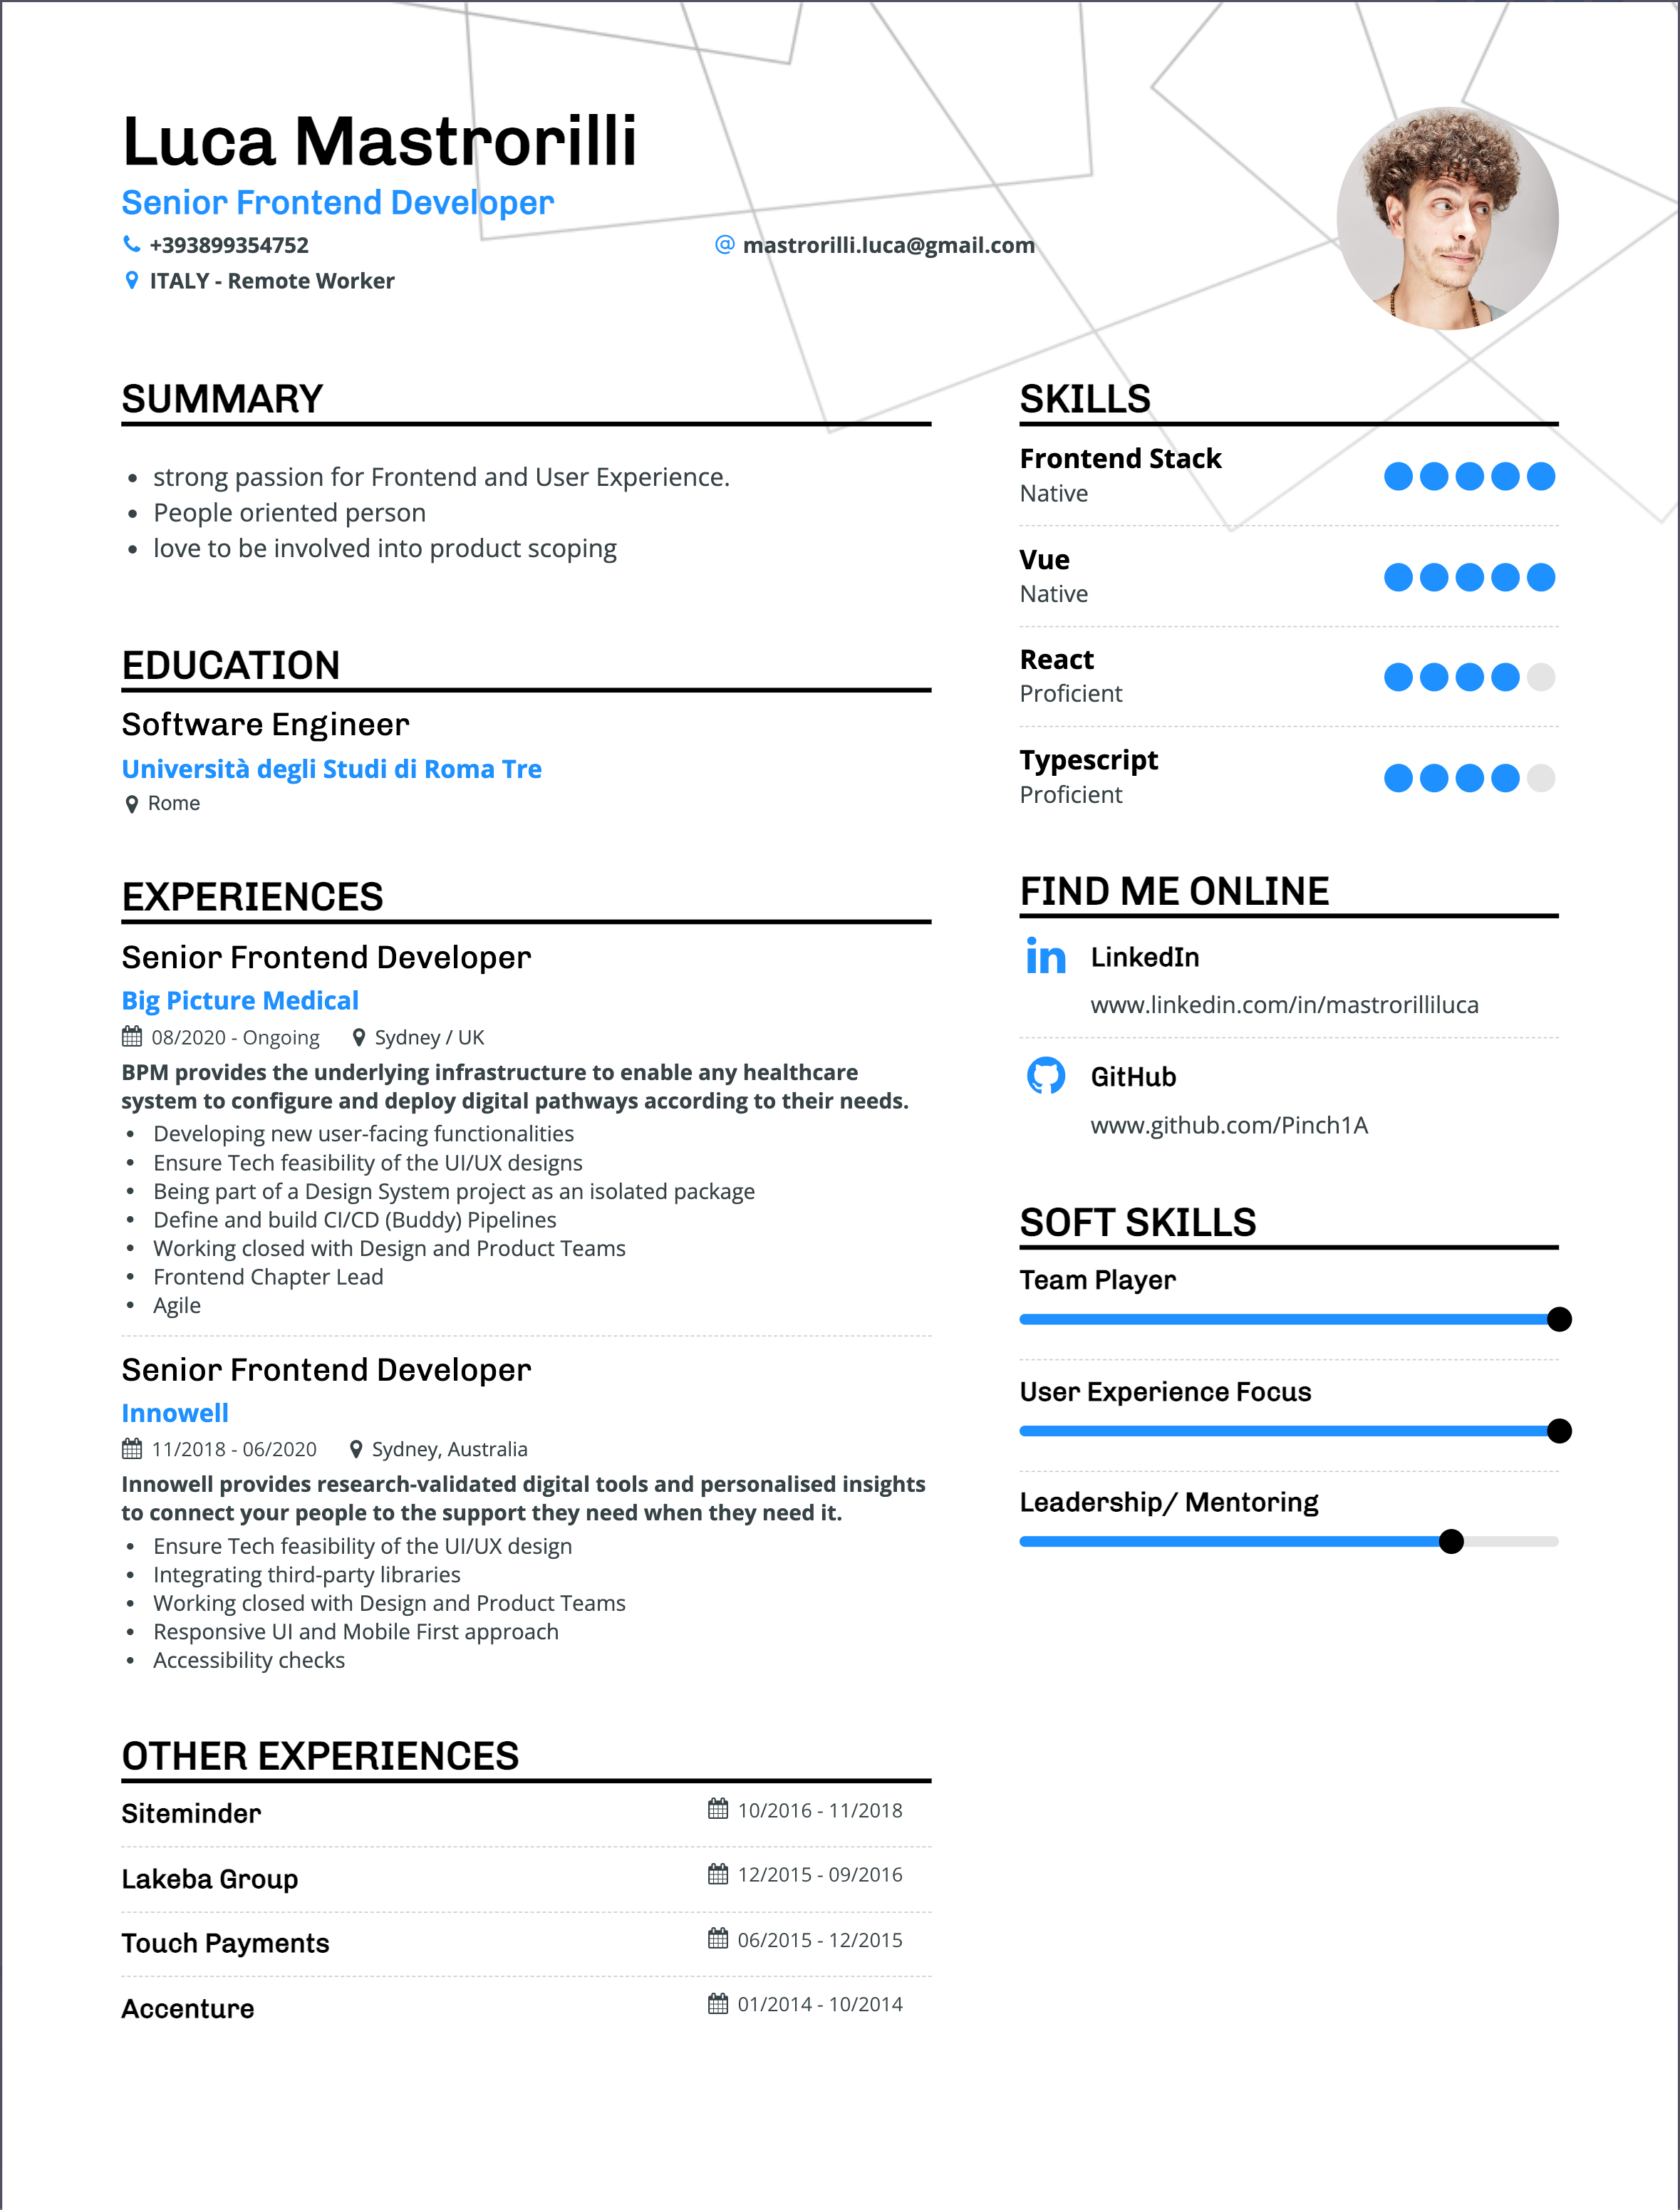 Luca Mastrorilli
Senior Frontend Developer
+393899354752
@ mastrorilli.luca@gmail.com
ITALY - Remote Worker
SUMMARY
• strong passion for Frontend and User Experience.
• People oriented person
• love to be involved into product scoping
EDUCATION
Software Engineer
Università degli Studi di Roma Tre
Rome
EXPERIENCES
Senior Frontend Developer
Big Picture Medical
08/2020 - Ongoing Sydney / UK
BPM provides the underlying infrastructure to enable any healthcare
system to configure and deploy digital pathways according to their needs.
• Developing new user-facing functionalities
• Ensure Tech feasibility of the UI/UX designs
• Being part of a Design System project as an isolated package
• Define and build CI/CD (Buddy) Pipelines
• Working closed with Design and Product Teams
• Frontend Chapter Lead
• Agile
Senior Frontend Developer
Innowell
11/2018 - 06/2020 Sydney, Australia
Innowell provides research-validated digital tools and personalised insights
to connect your people to the support they need when they need it.
• Ensure Tech feasibility of the UI/UX design
• Integrating third-party libraries
• Working closed with Design and Product Teams
• Responsive UI and Mobile First approach
• Accessibility checks
OTHER EXPERIENCES
Siteminder 10/2016 - 11/2018
Lakeba Group 12/2015 - 09/2016
Touch Payments 06/2015 - 12/2015
Accenture 01/2014 - 10/2014
SKILLS
Frontend Stack
Native
Vue
Native
React
Proficient
Typescript
Proficient
FIND ME ONLINE
in LinkedIn
www.linkedin.com/in/mastrorilliluca
GitHub
www.github.com/Pinch1A
SOFT SKILLS
Team Player
User Experience Focus
Leadership/ Mentoring